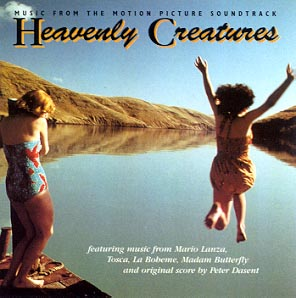 MUSIC FROM THE MOTION PICTURE SOUNDTRACK
Heavenly Creatures
featuring music from Mario Lanza,
Tosca, La Boheme, Madam Butterfly
and original score by Peter Dasent